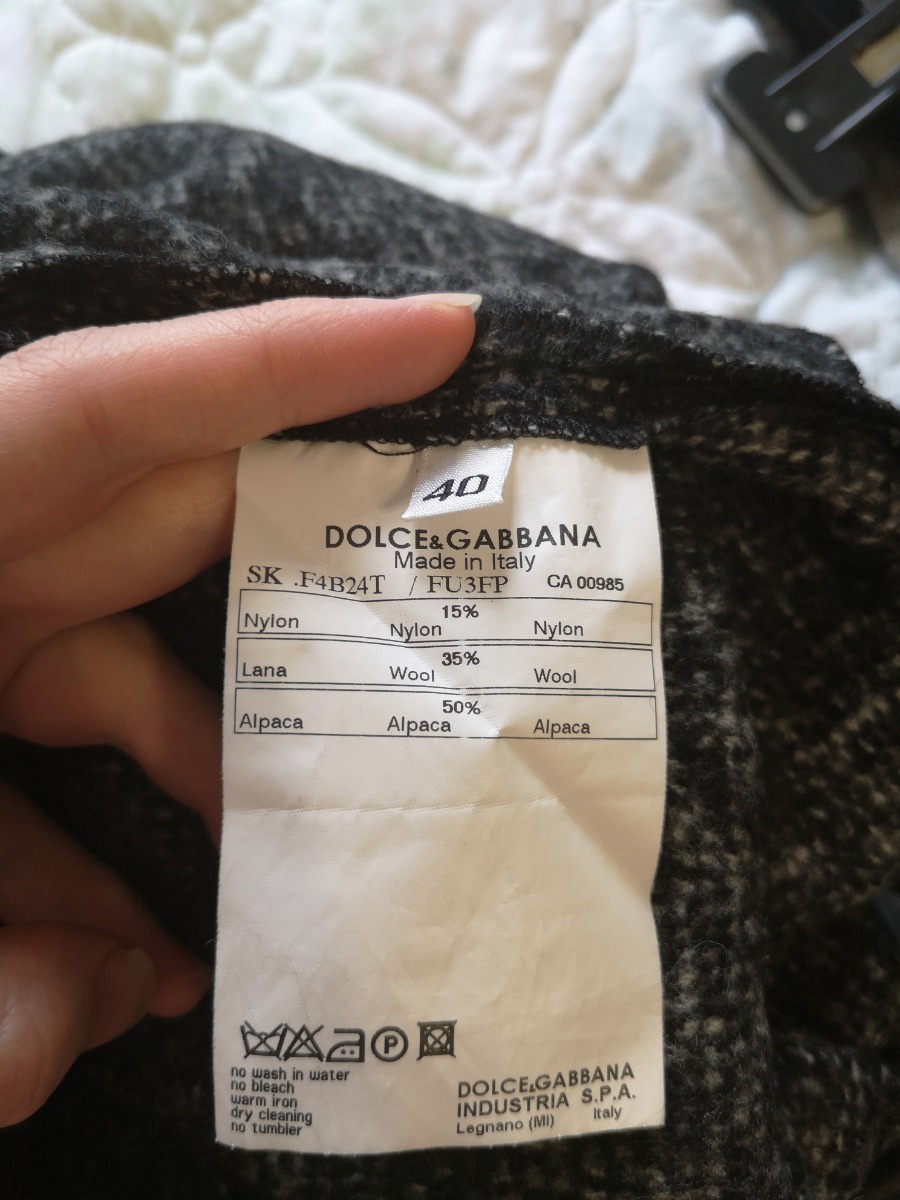 40
DOLCE&GABBANA
Made in Italy
SK .F4B24T / FU3FP CA 00985
15%
Nylon Nylon Nylon
35%
Lana Wool Wool
50%
Alpaca Alpaca Alpaca
P
no wash in water
no bleach
warm iron
dry cleaning
no tumbler
DOLCE&GABBANA
INDUSTRIA S.P.A.
Legnano (MI) Italy